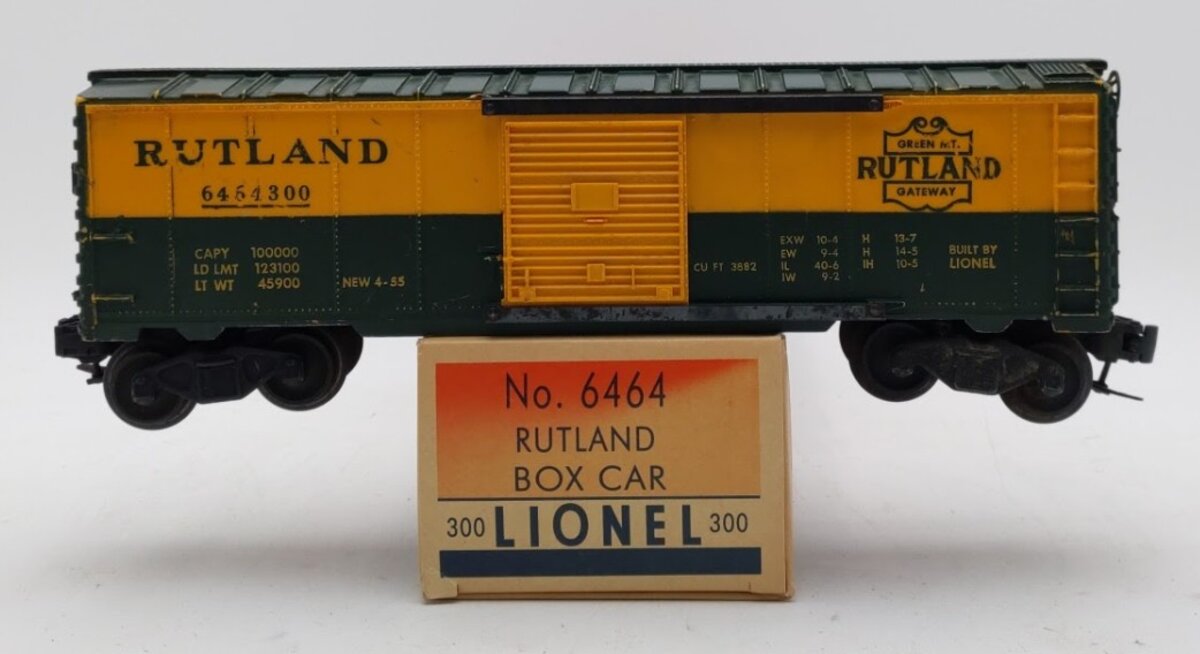 RUTLAND
6464300
CAPY 100000
LD LMT 123100
LT WT 45900
NEW 4-55
CU FT 3882
EXW 10-4 H 13-7
EW 9-4 H 14-5
IL 40-6 IH 10-5
IW 9-2
BUILT BY
LIONEL
GREEN MT.
RUTLAND
GATEWAY
No. 6464
RUTLAND
BOX CAR
300 LIONEL 300